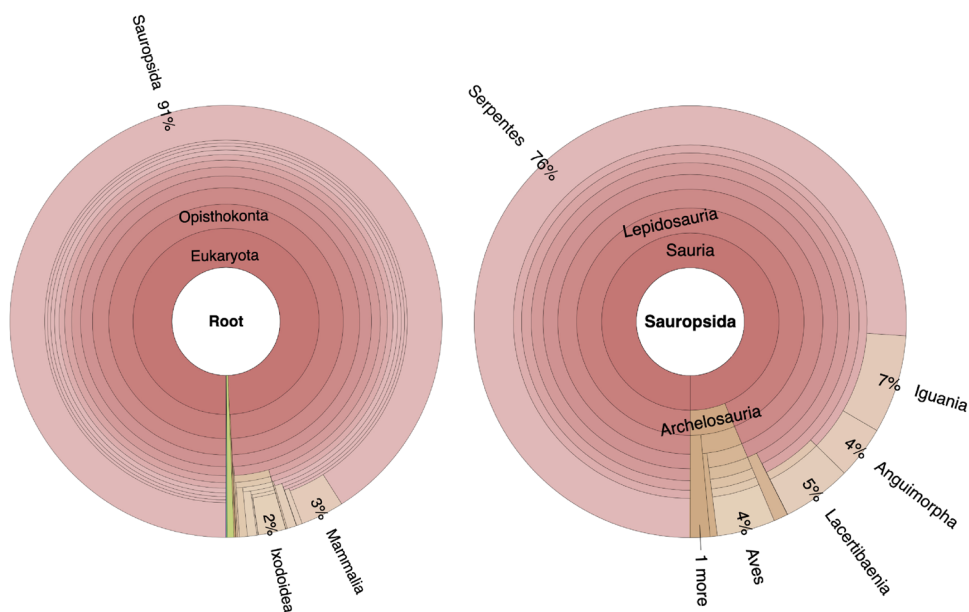 Sauropsida 91%
Opisthokonta
Eukaryota
Root
2%
Ixodoidea
3%
Mammalia
Serpentes 76%
Lepidosauria
Sauria
Sauropsida
Archelosauria
7% Iguania
4% Anguimorpha
5% Lacertibaenia
4% Aves
1 more